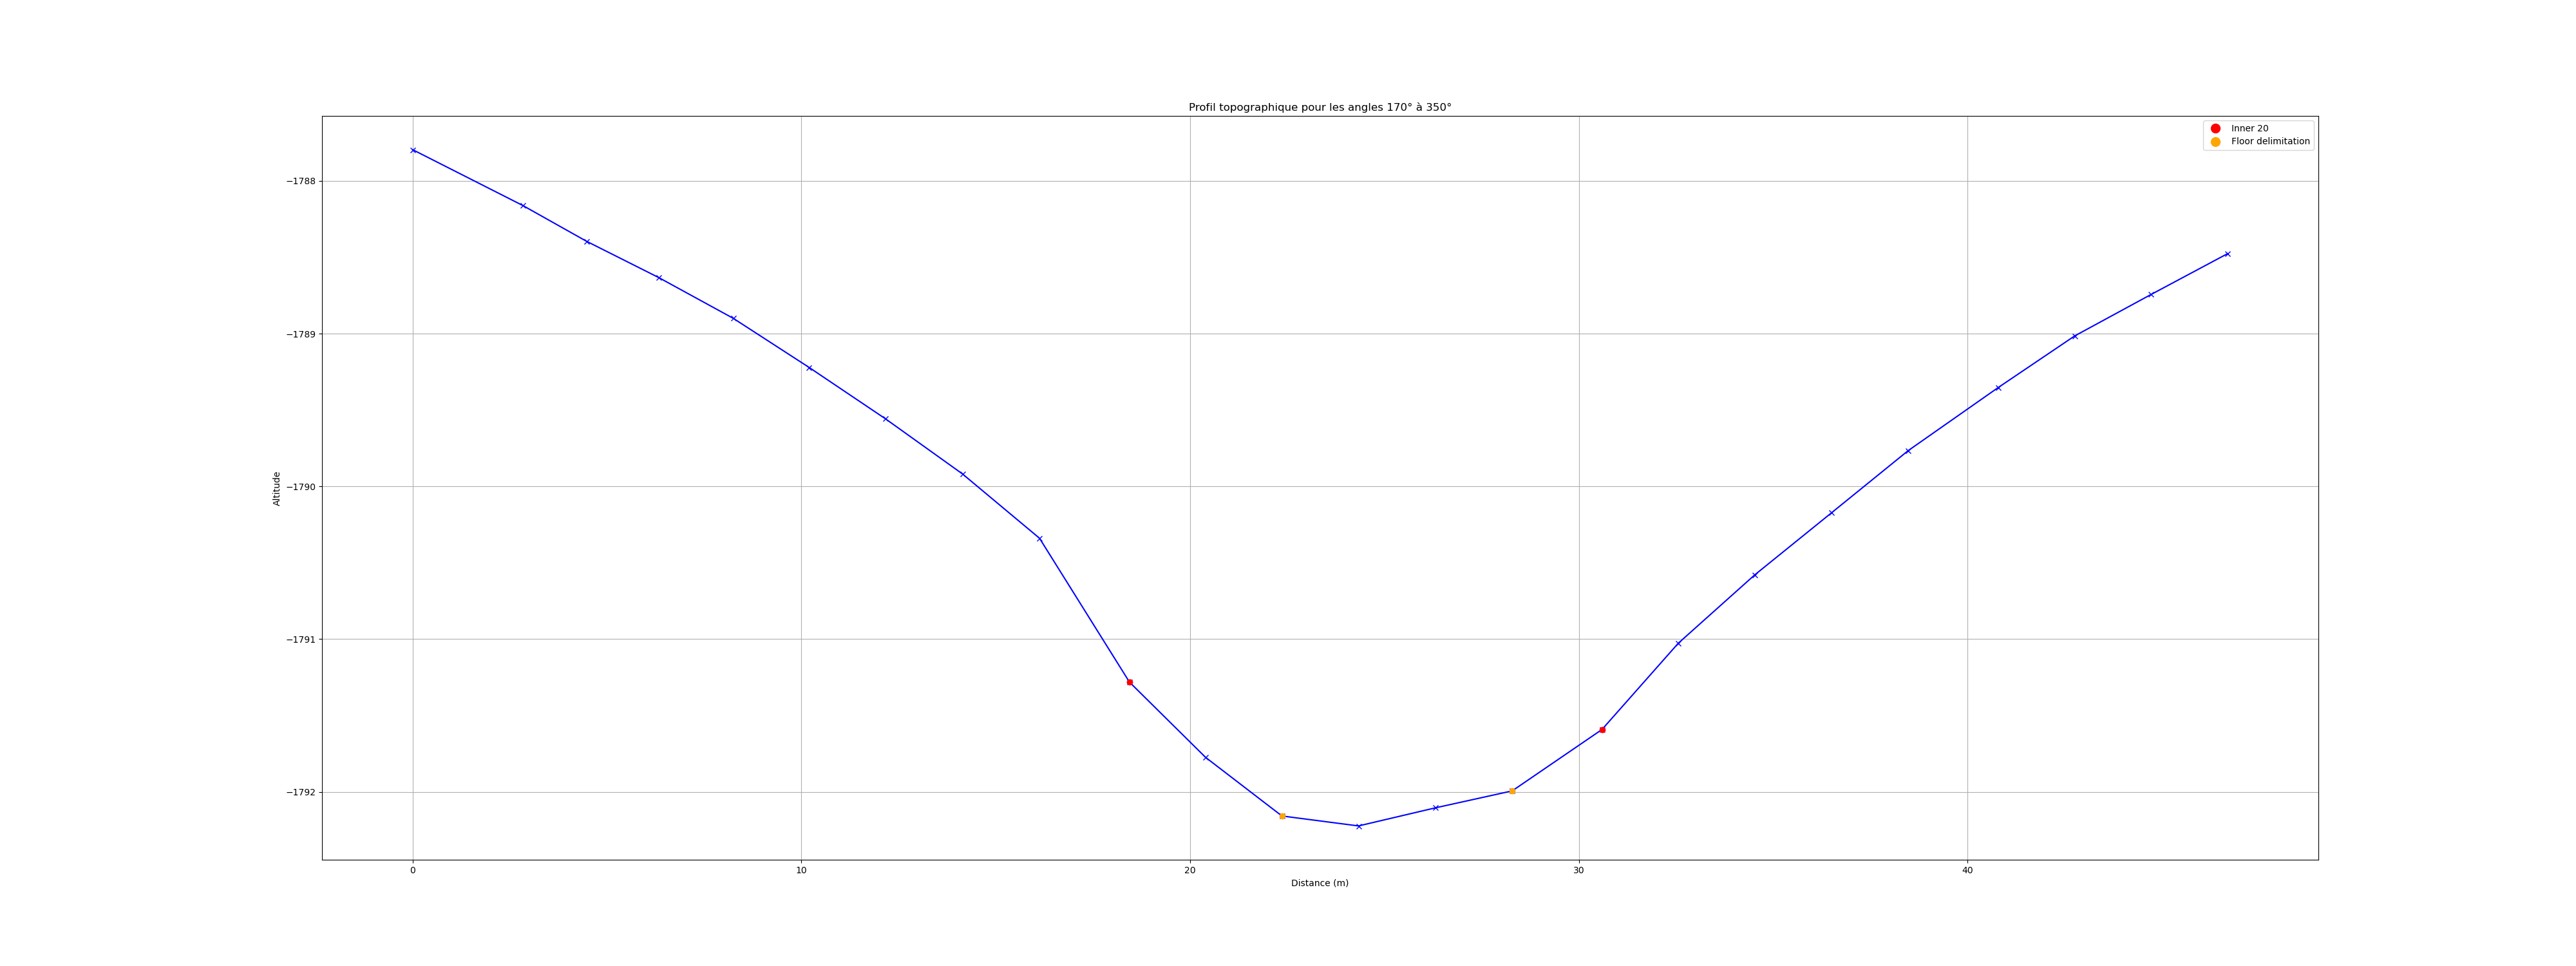 Profil topographique pour les angles 170° à 350°
Inner 20
Floor delimitation
−1788
−1789
−1790
−1791
−1792
Altitude
0 10 20 30 40
Distance (m)